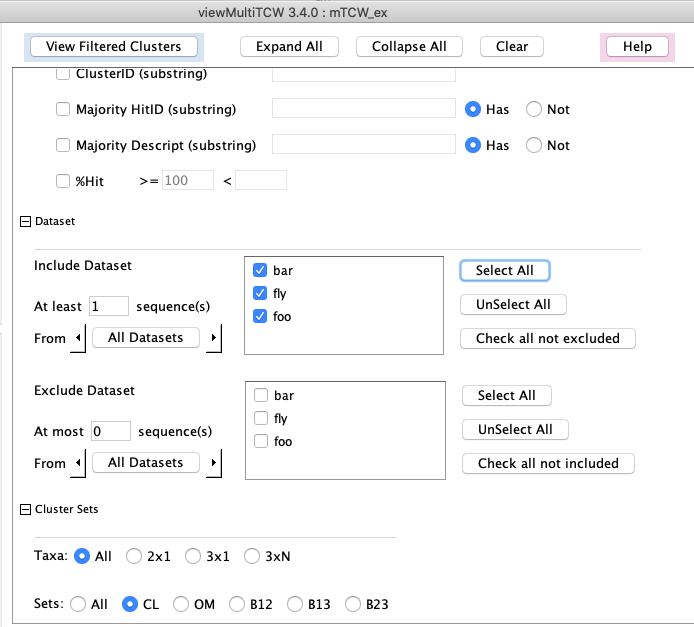 viewMultiTCW 3.4.0 : mTCW_ex
View Filtered Clusters Expand All Collapse All Clear Help
ClusterID (substring)
Majority HitID (substring) Has Not
Majority Descript (substring) Has Not
%Hit >= 100 <
Dataset
Include Dataset bar Select All
fly
At least 1 sequence(s) foo UnSelect All
From All Datasets Check all not excluded
Exclude Dataset bar Select All
fly
At most 0 sequence(s) foo UnSelect All
From All Datasets Check all not included
Cluster Sets
Taxa: All 2x1 3x1 3xN
Sets: All CL OM B12 B13 B23